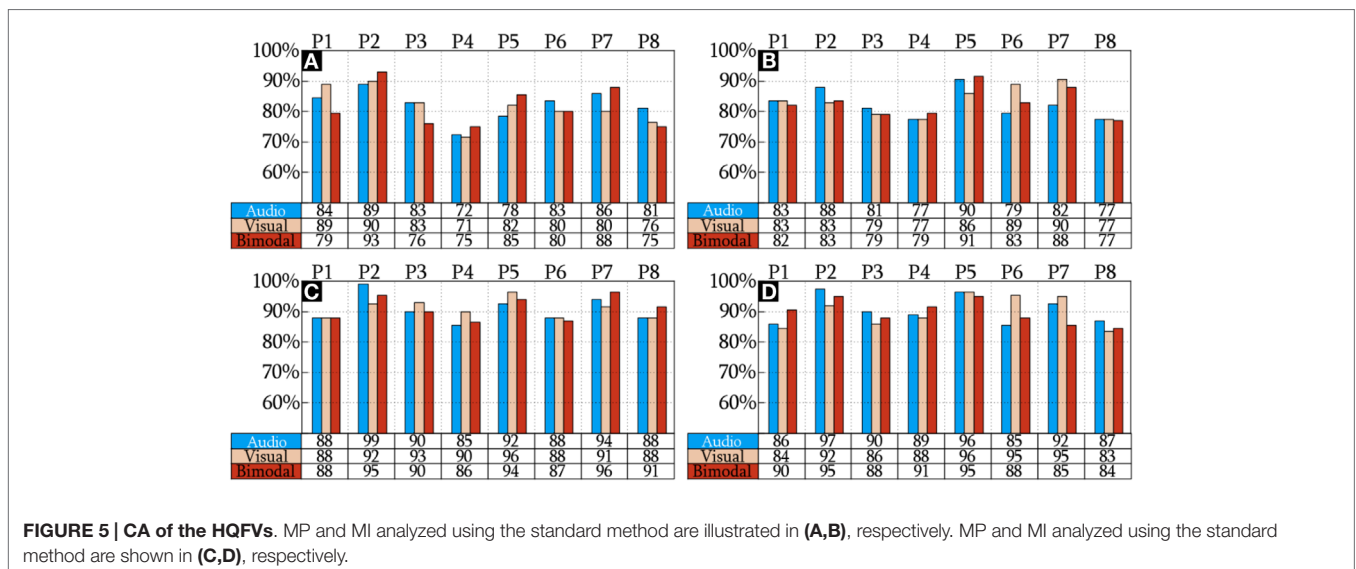 P1 P2 P3 P4 P5 P6 P7 P8
A
100%
90%
80%
70%
60%
Audio 84 89 83 72 78 83 86 81
Visual 89 90 83 71 82 80 80 76
Bimodal 79 93 76 75 85 80 88 75
P1 P2 P3 P4 P5 P6 P7 P8
B
100%
90%
80%
70%
60%
Audio 83 88 81 77 90 79 82 77
Visual 83 83 79 77 86 89 90 77
Bimodal 82 83 79 79 91 83 88 77
P1 P2 P3 P4 P5 P6 P7 P8
C
100%
90%
80%
70%
60%
Audio 88 99 90 85 92 88 94 88
Visual 88 92 93 90 96 88 91 88
Bimodal 88 95 90 86 94 87 96 91
P1 P2 P3 P4 P5 P6 P7 P8
D
100%
90%
80%
70%
60%
Audio 86 97 90 89 96 85 92 87
Visual 84 92 86 88 96 95 95 83
Bimodal 90 95 88 91 95 88 85 84
FIGURE 5 | CA of the HQFVs. MP and MI analyzed using the standard method are illustrated in (A,B), respectively. MP and MI analyzed using the standard
method are shown in (C,D), respectively.